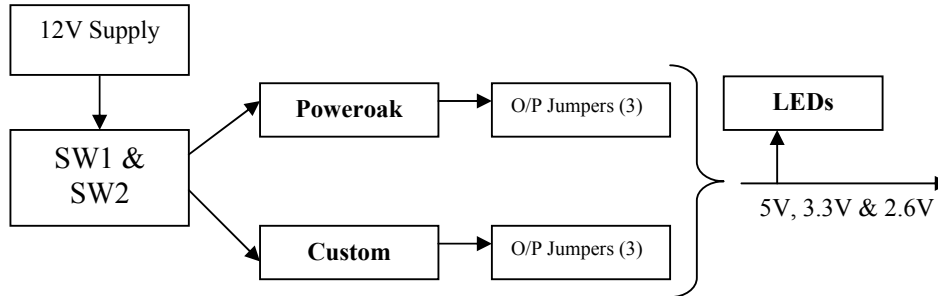 12V Supply
SW1 &
SW2
Poweroak
O/P Jumpers (3)
Custom
O/P Jumpers (3)
LEDs
5V, 3.3V & 2.6V